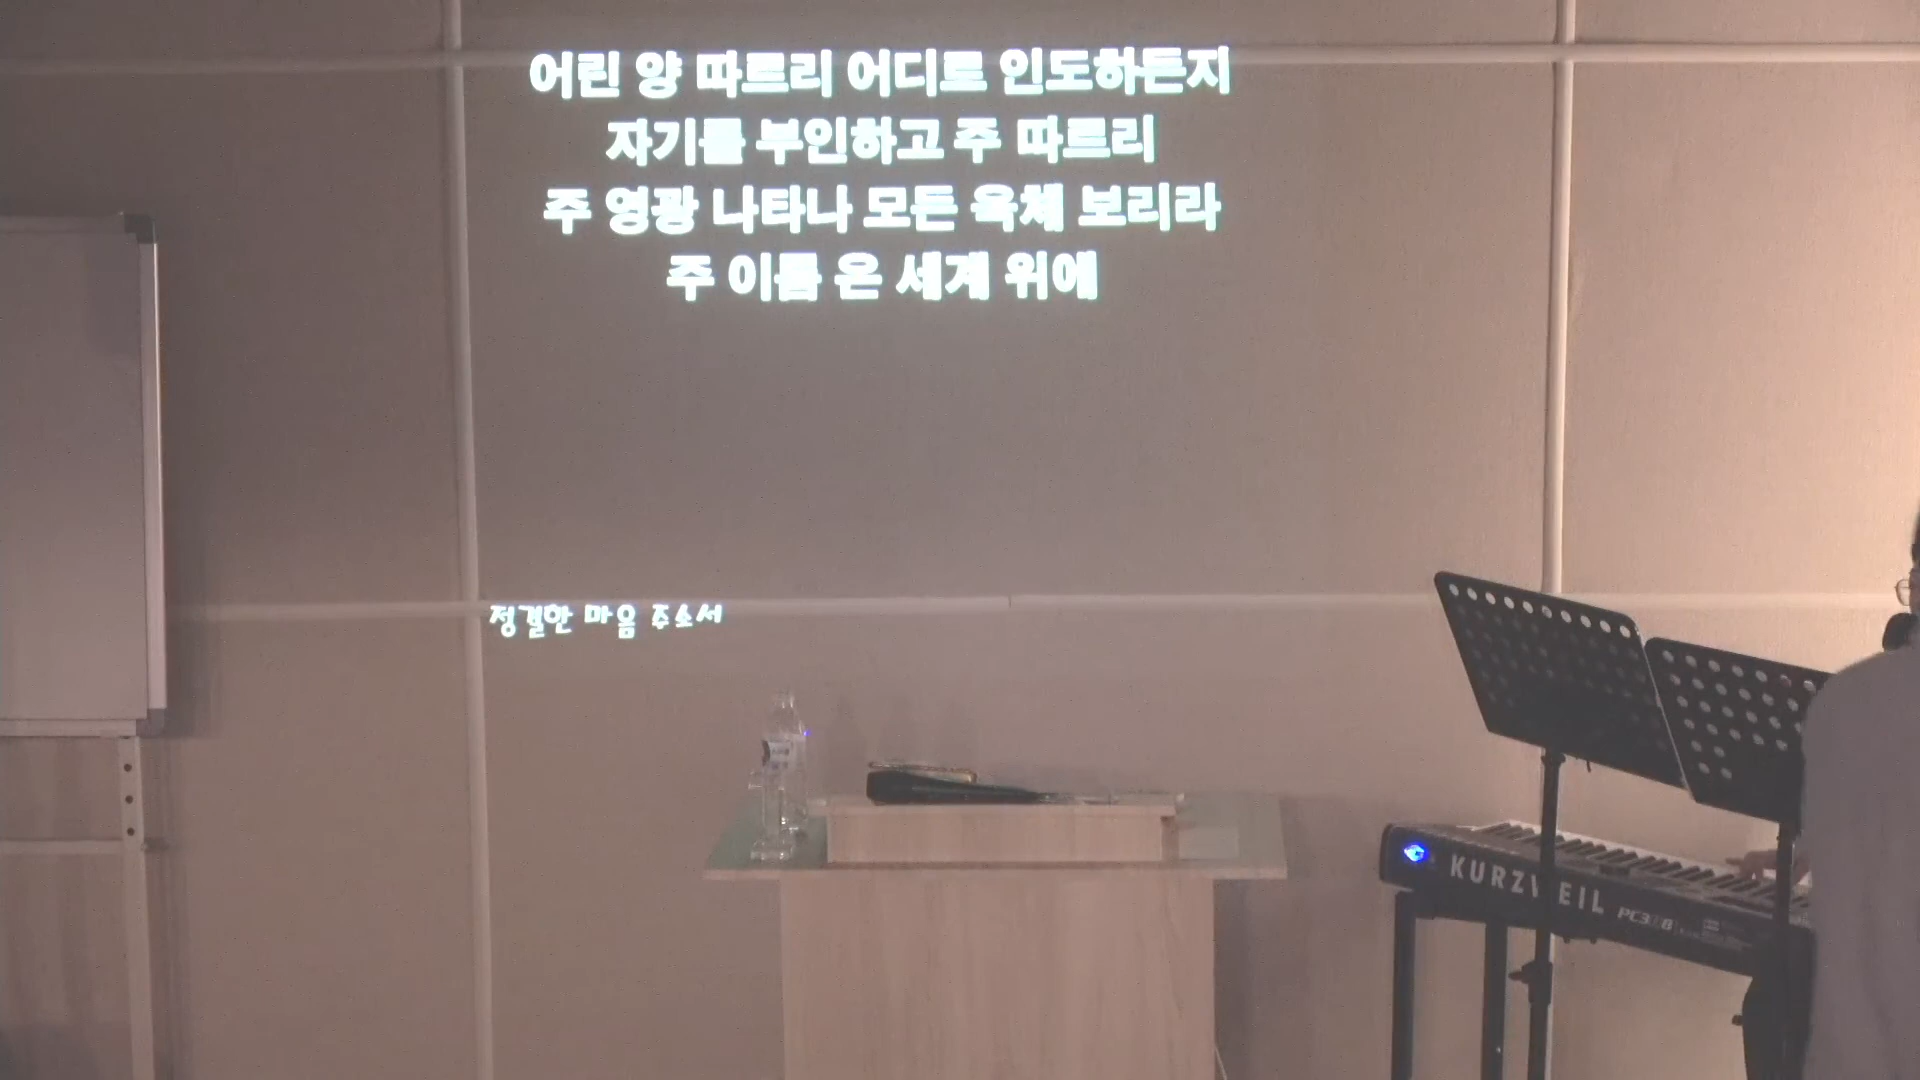 어린 양 따르리 어디로 인도하든지
자기를 부인하고 주 따르리
주 영광 나타나 모든 육체 보리라
주 이름 온 세계 위에
정결한 마음 주소서
KURZWEIL